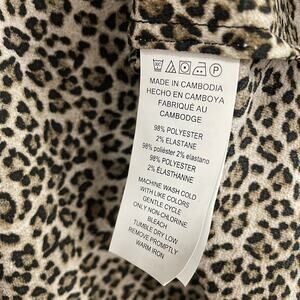 MADE IN CAMBODIA
HECHO EN CAMBOYA
FABRIQUÉ AU
CAMBODGE
98% POLYESTER
2% ELASTANE
98% poliéster 2% elastano
98% POLYESTER
2% ÉLASTHANNE
MACHINE WASH COLD
WITH LIKE COLORS
GENTLE CYCLE
ONLY NON-CHLORIN
BLEACH
TUMBLE DRY LOW
REMOVE PROMPTLY
WARM IRON